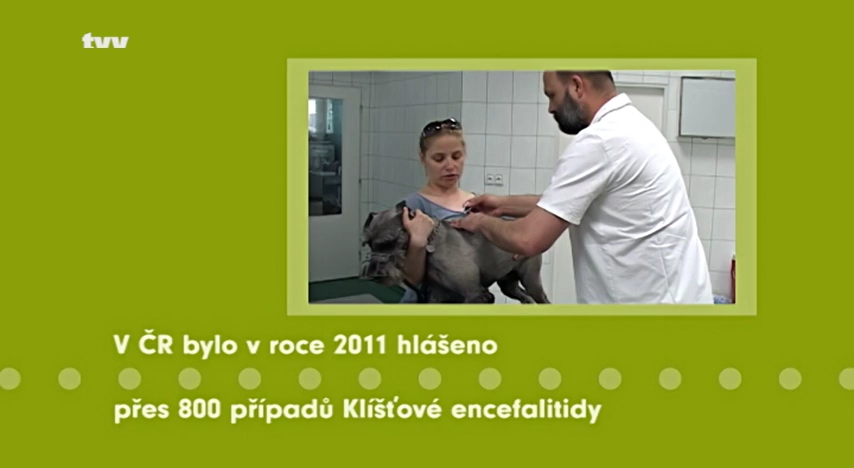 tvv
V ČR bylo v roce 2011 hlášeno
přes 800 případů Klíšťové encefalitidy